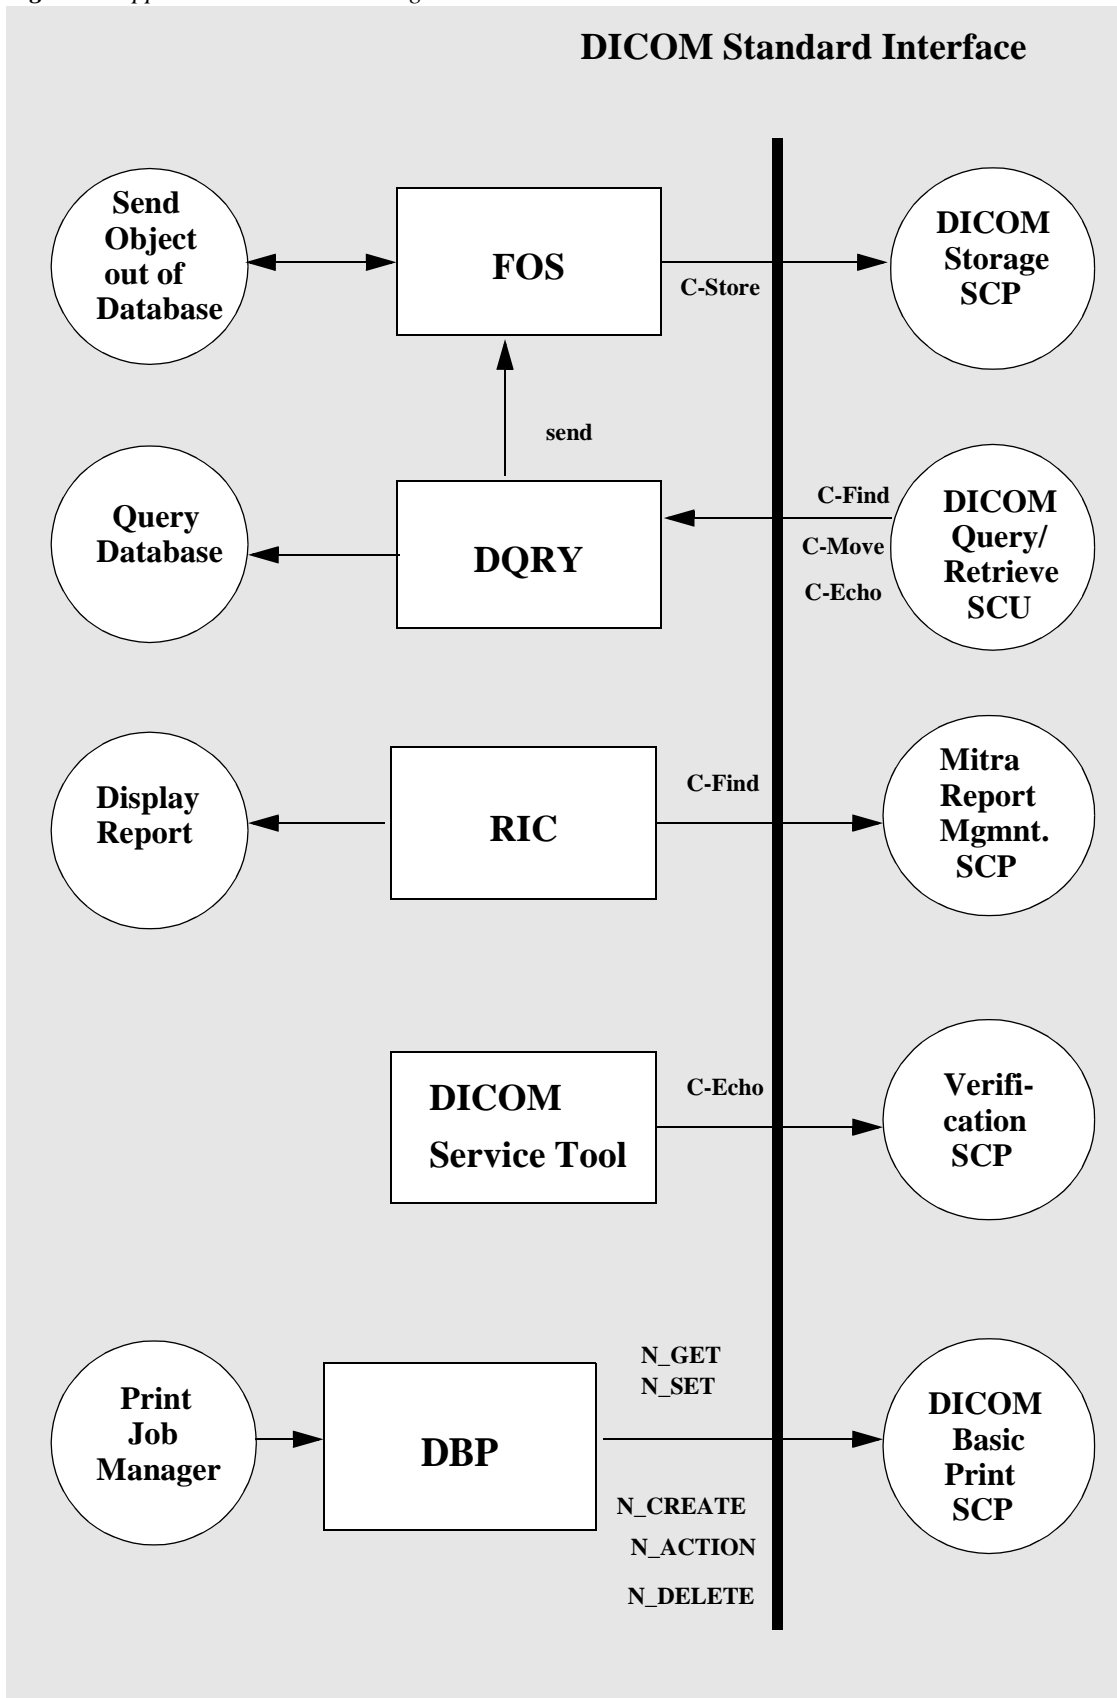 DICOM Standard Interface
Send
Object
out of
Database
FOS
C-Store
DICOM
Storage
SCP
send
Query
Database
DQRY
C-Find
C-Move
C-Echo
DICOM
Query/
Retrieve
SCU
Display
Report
RIC
C-Find
Mitra
Report
Mgmnt.
SCP
DICOM
Service Tool
C-Echo
Verifi-
cation
SCP
Print
Job
Manager
DBP
N_GET
N_SET
N_CREATE
N_ACTION
N_DELETE
DICOM
Basic
Print
SCP